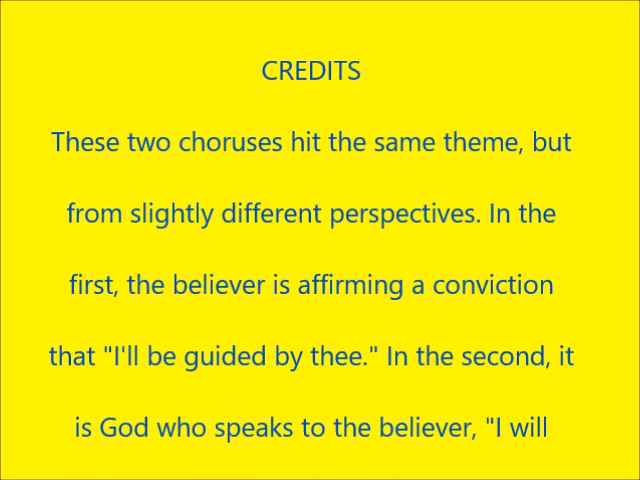 CREDITS
These two choruses hit the same theme, but
from slightly different perspectives. In the
first, the believer is affirming a conviction
that "I'll be guided by thee." In the second, it
is God who speaks to the believer, "I will